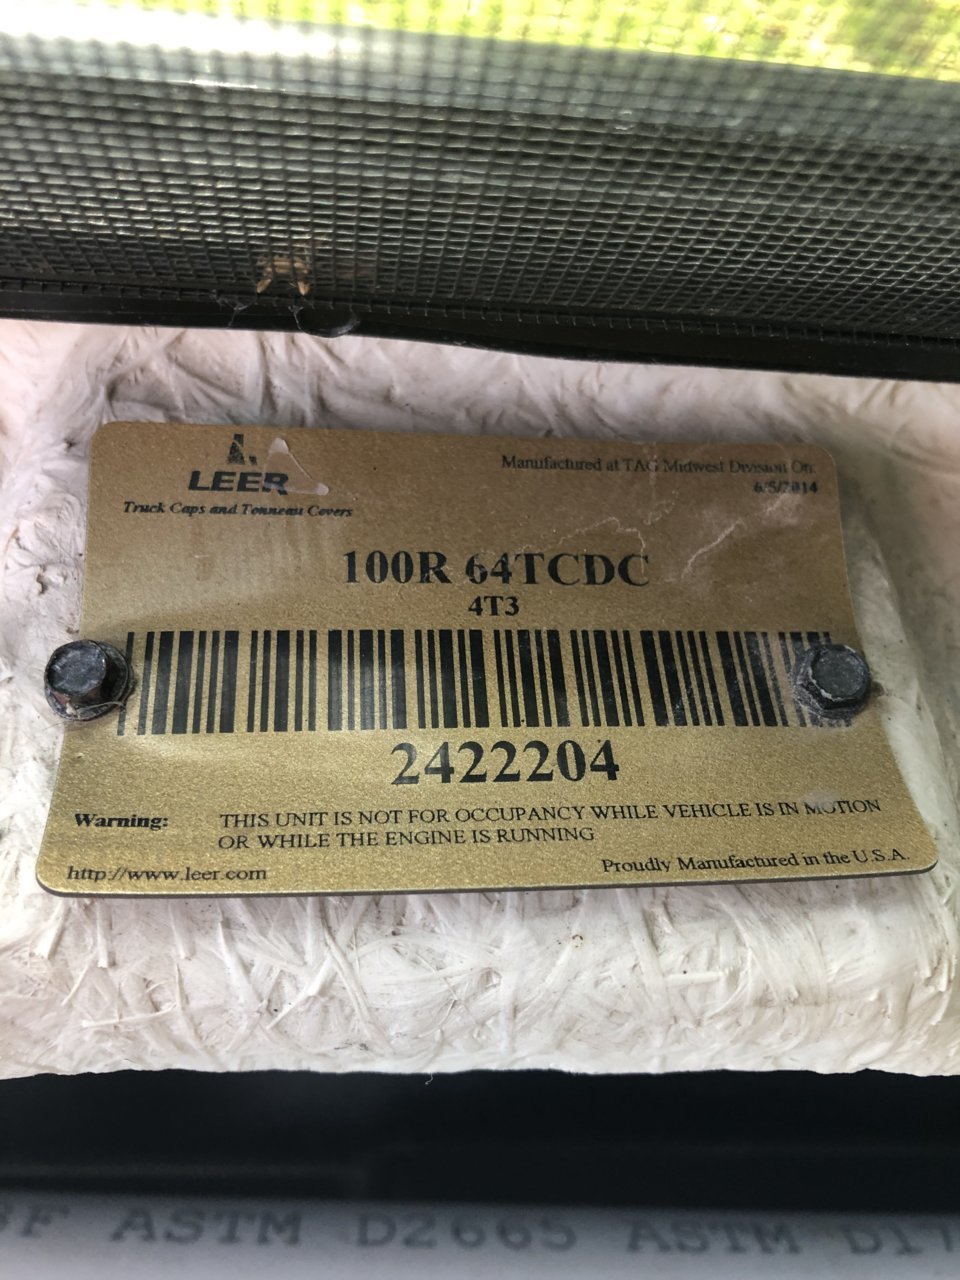 LEER
Truck Caps and Tonneau Covers
Manufactured at TAG Midwest Division On:
6/5/2014
100R 64TCDC
4T3
2422204
Warning: THIS UNIT IS NOT FOR OCCUPANCY WHILE VEHICLE IS IN MOTION
OR WHILE THE ENGINE IS RUNNING
http://www.leer.com
Proudly Manufactured in the U.S.A.
ASTM D2665 ASTM